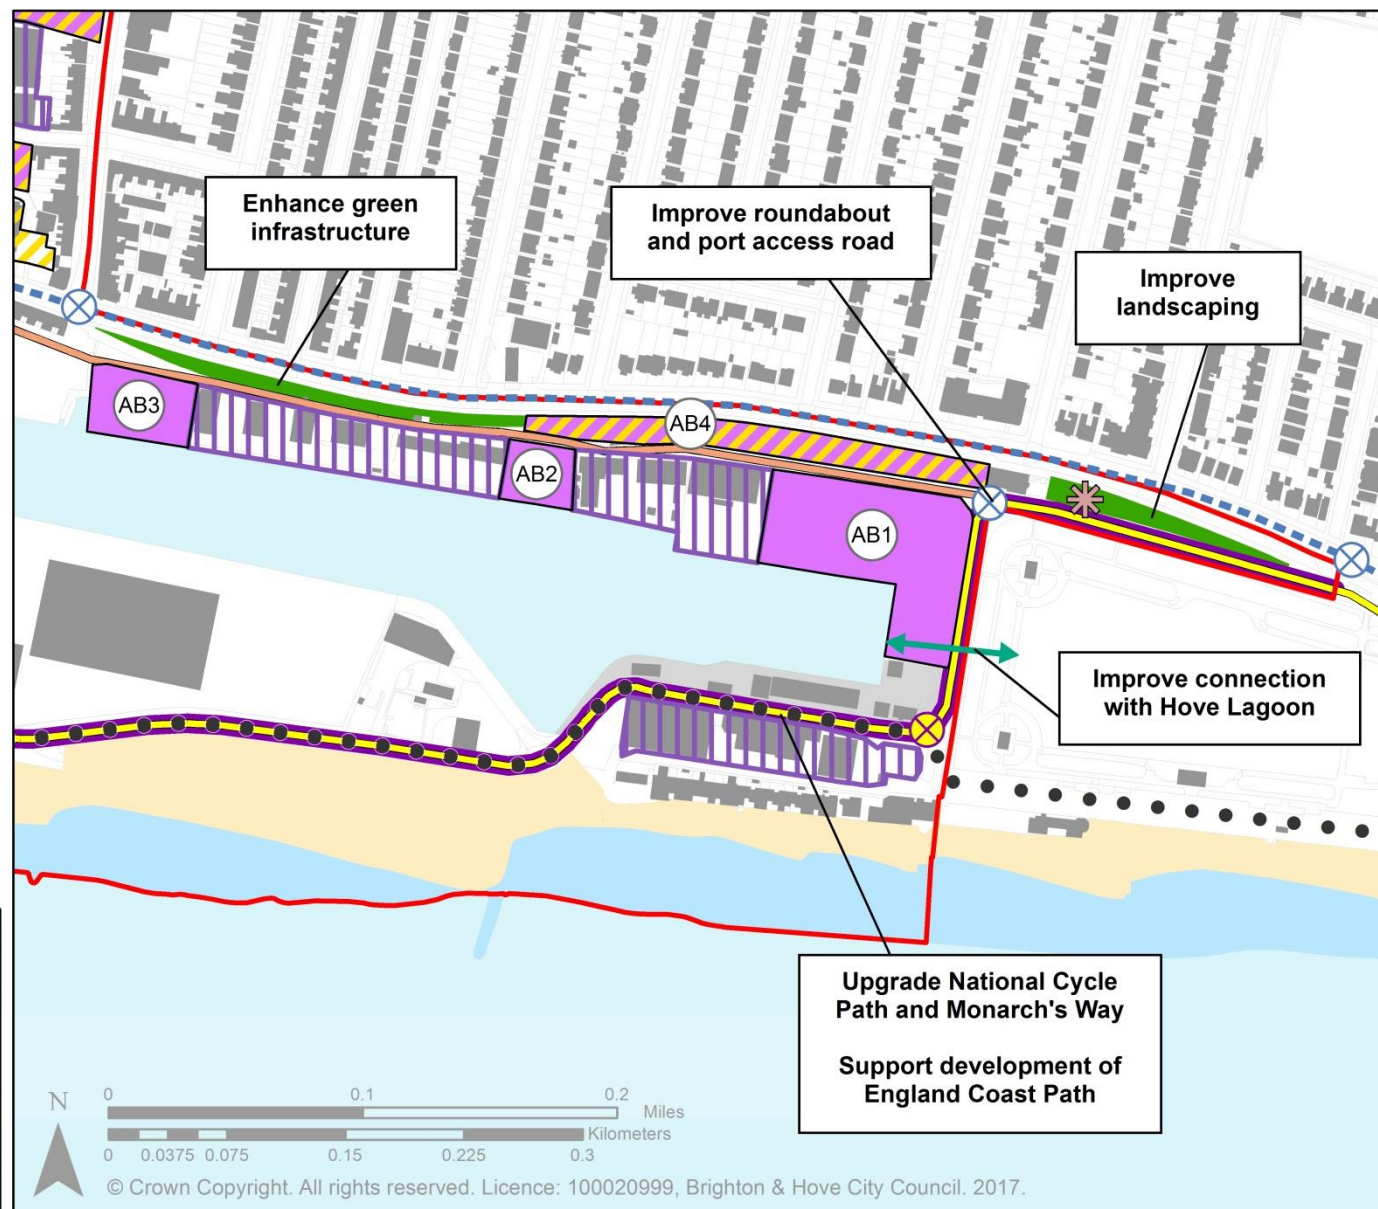 Enhance green
infrastructure
Improve roundabout
and port access road
Improve
landscaping
AB3
AB4
AB2
AB1
Improve connection
with Hove Lagoon
Upgrade National Cycle
Path and Monarch's Way
Support development of
England Coast Path
N
0 0.1 0.2
Miles
Kilometers
0 0.0375 0.075 0.15 0.225 0.3
© Crown Copyright. All rights reserved. Licence: 100020999, Brighton & Hove City Council. 2017.